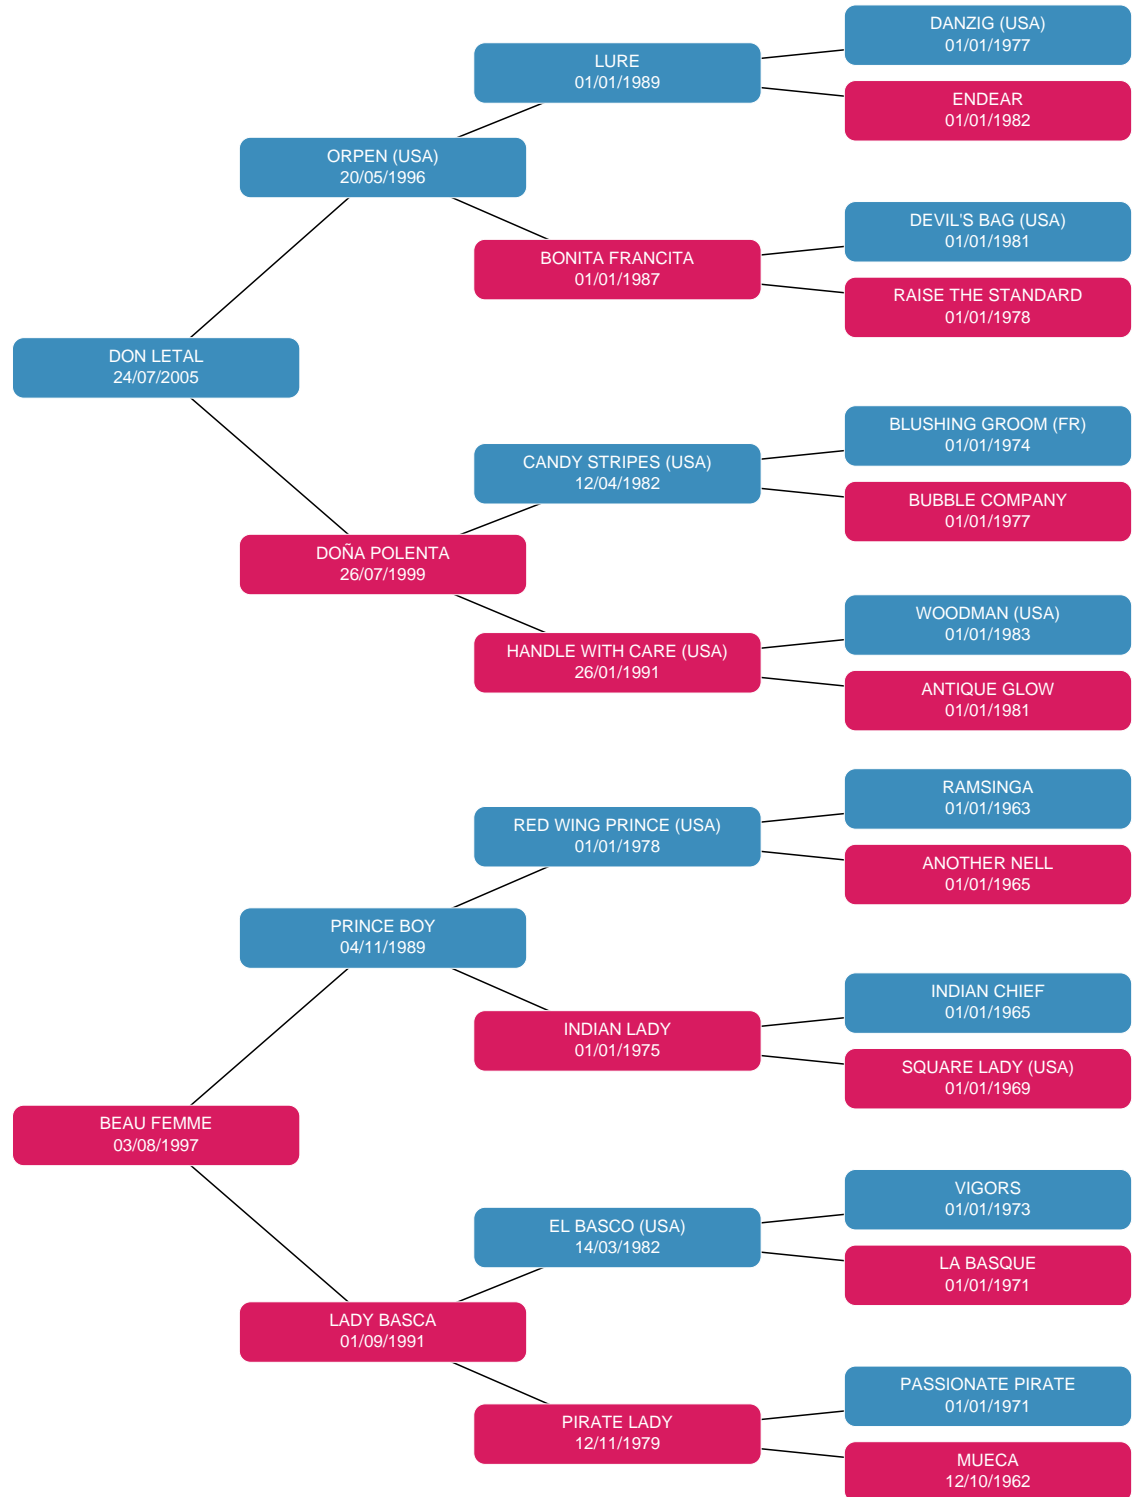 DANZIG (USA)
01/01/1977
LURE
01/01/1989
ENDEAR
01/01/1982
ORPEN (USA)
20/05/1996
DEVIL'S BAG (USA)
01/01/1981
BONITA FRANCITA
01/01/1987
RAISE THE STANDARD
01/01/1978
DON LETAL
24/07/2005
BLUSHING GROOM (FR)
01/01/1974
CANDY STRIPES (USA)
12/04/1982
BUBBLE COMPANY
01/01/1977
DOÑA POLENTA
26/07/1999
WOODMAN (USA)
01/01/1983
HANDLE WITH CARE (USA)
26/01/1991
ANTIQUE GLOW
01/01/1981
RAMSINGA
01/01/1963
RED WING PRINCE (USA)
01/01/1978
ANOTHER NELL
01/01/1965
PRINCE BOY
04/11/1989
INDIAN CHIEF
01/01/1965
INDIAN LADY
01/01/1975
SQUARE LADY (USA)
01/01/1969
BEAU FEMME
03/08/1997
VIGORS
01/01/1973
EL BASCO (USA)
14/03/1982
LA BASQUE
01/01/1971
LADY BASCA
01/09/1991
PASSIONATE PIRATE
01/01/1971
PIRATE LADY
12/11/1979
MUECA
12/10/1962